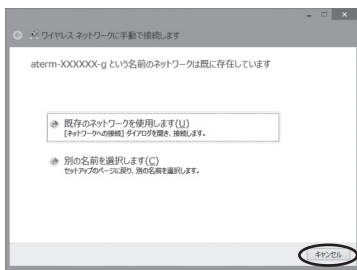 ワイヤレス ネットワークに手動で接続します
aterm-XXXXXX-g という名前のネットワークは既に存在しています
既存のネットワークを使用します(U)
[ネットワークへの接続] ダイアログを開き、接続します。
別の名前を選択します(C)
セットアップのページに戻り、別の名前を選択します。
キャンセル